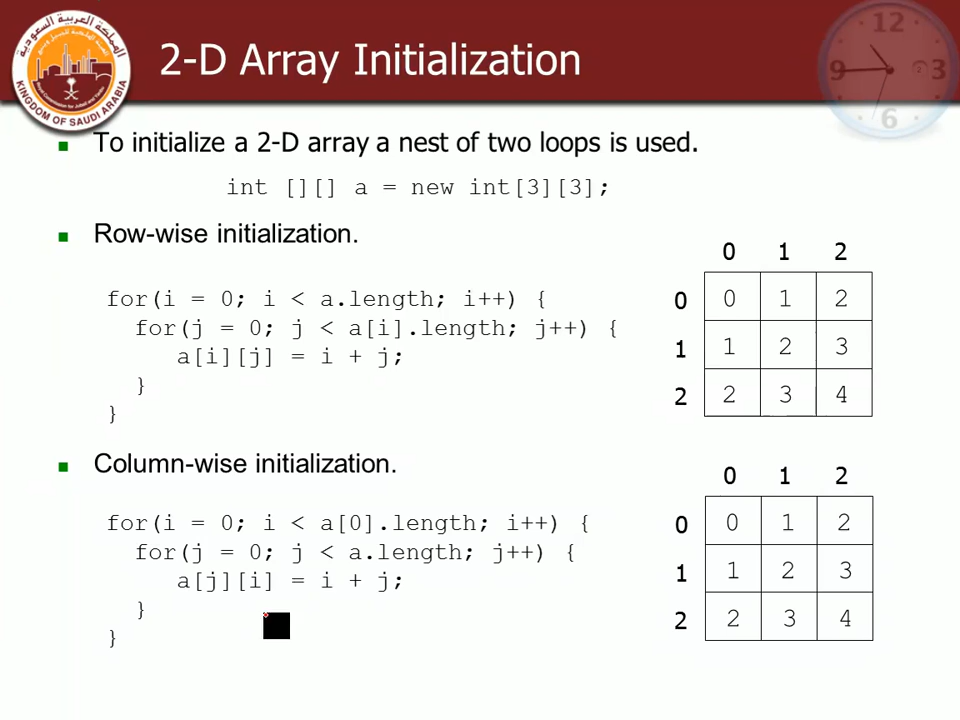 المملكة العربية السعودية
KINGDOM OF SAUDI ARABIA
2-D Array Initialization
12
9
3
6
To initialize a 2-D array a nest of two loops is used.
int [][] a = new int[3][3];
Row-wise initialization.
for(i = 0; i < a.length; i++) {
for(j = 0; j < a[i].length; j++) {
a[i][j] = i + j;
}
}
0 1 2
0 0 1 2
1 1 2 3
2 2 3 4
Column-wise initialization.
for(i = 0; i < a[0].length; i++) {
for(j = 0; j < a.length; j++) {
a[j][i] = i + j;
}
}
0 1 2
0 0 1 2
1 1 2 3
2 2 3 4